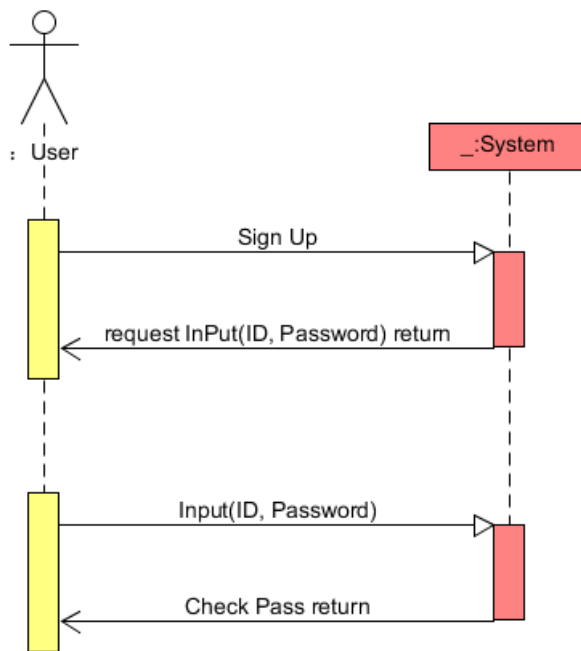 : User
_:System
Sign Up
request InPut(ID, Password) return
Input(ID, Password)
Check Pass return